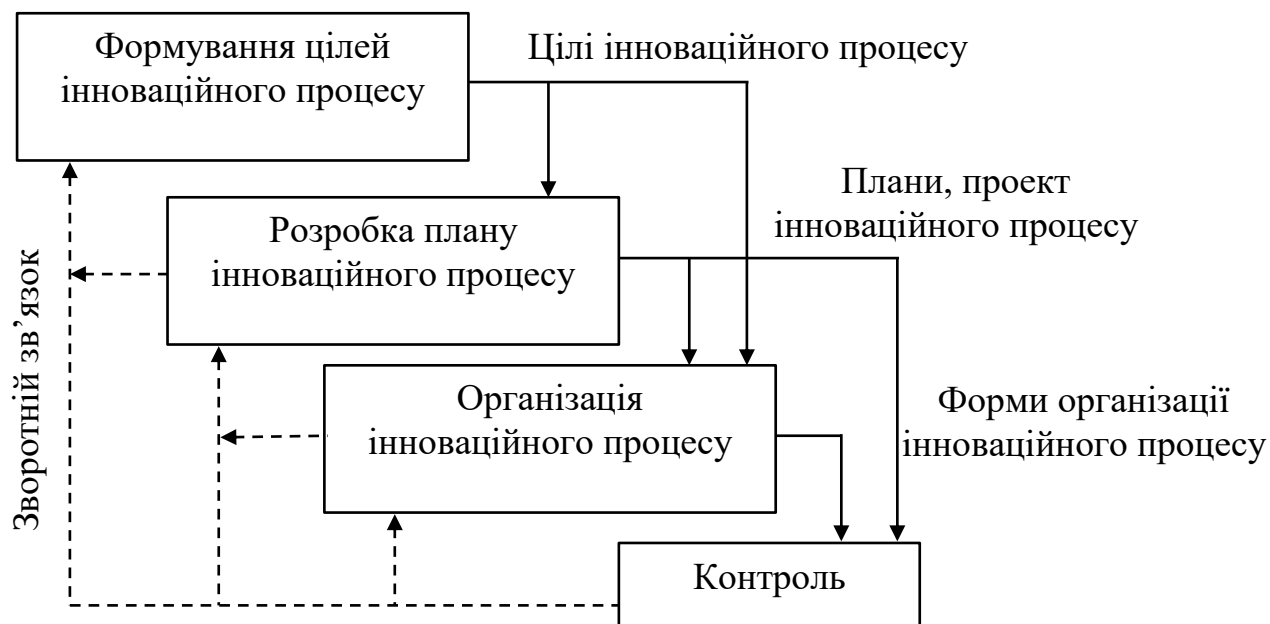 Формування цілей
інноваційного процесу
Цілі інноваційного процесу
Плани, проект
інноваційного процесу
Розробка плану
інноваційного процесу
Зворотній зв’язок
Організація
інноваційного процесу
Форми організації
інноваційного процесу
Контроль